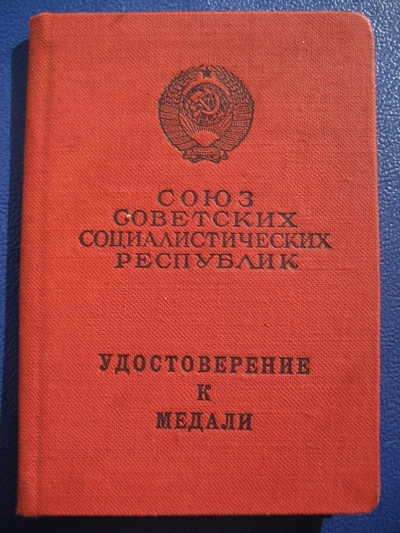 СОЮЗ
СОВЕТСКИХ
СОЦИАЛИСТИЧЕСКИХ
РЕСПУБЛИК
УДОСТОВЕРЕНИЕ
К
МЕДАЛИ